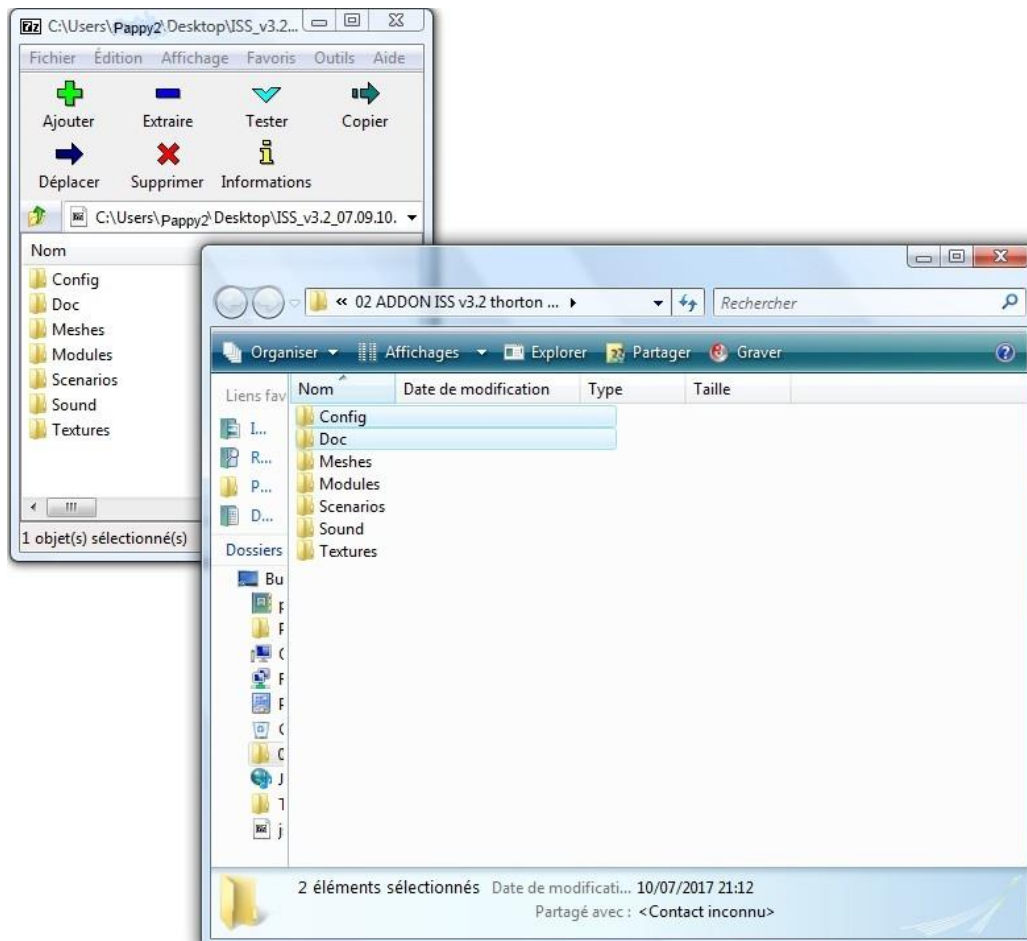 7z C:\Users\Pappy2\Desktop\ISS_v3.2...
Fichier Édition Affichage Favoris Outils Aide
Ajouter Extraire Tester Copier
Déplacer Supprimer Informations
C:\Users\Pappy2\Desktop\ISS_v3.2_07.09.10.
Nom
Config
Doc
Meshes
Modules
Scenarios
Sound
Textures
1 objet(s) sélectionné(s)
« 02 ADDON ISS v3.2 thorton ...
Rechercher
Organiser Affichages Explorer Partager Graver
Liens fav
Nom Date de modification Type Taille
I...
R...
P...
D...
Dossiers
Bu
Config
Doc
Meshes
Modules
Scenarios
Sound
Textures
2 éléments sélectionnés Date de modificati... 10/07/2017 21:12
Partagé avec : <Contact inconnu>